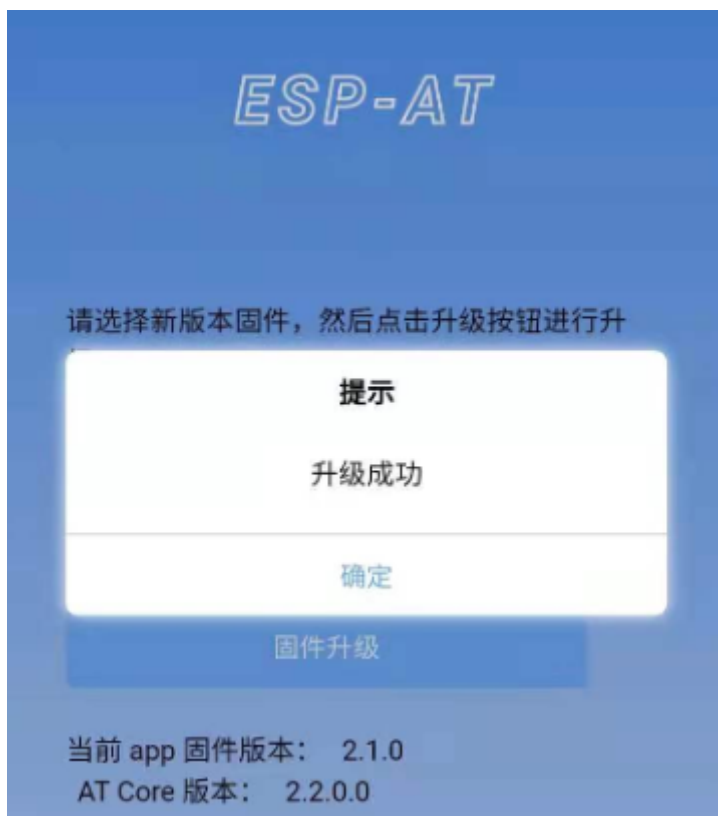 ESP-AT
请选择新版本固件，然后点击升级按钮进行升
提示
升级成功
确定
固件升级
当前 app 固件版本： 2.1.0
AT Core 版本： 2.2.0.0